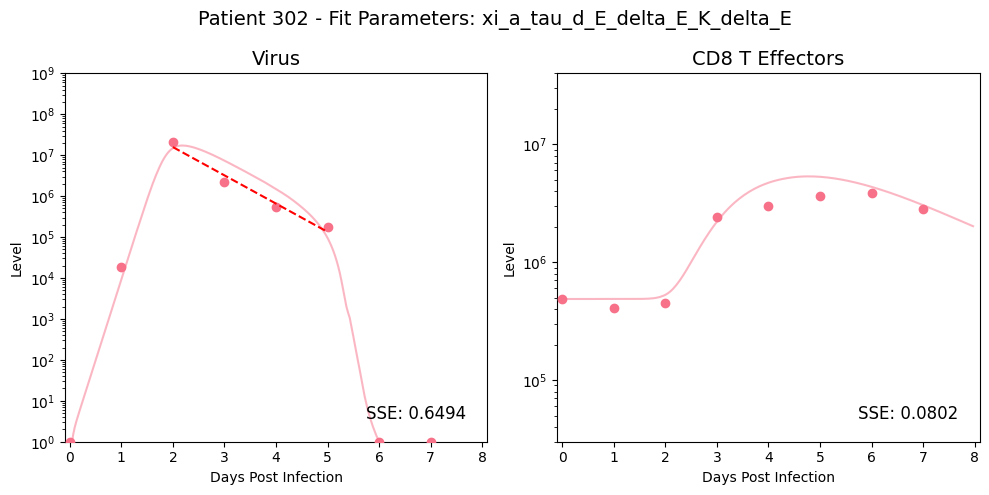 Patient 302 - Fit Parameters: xi_a_tau_d_E_delta_E_K_delta_E
Virus
CD8 T Effectors
Level
10⁹
10⁸
10⁷
10⁶
10⁵
10⁴
10³
10²
10¹
10⁰
SSE: 0.6494
0 1 2 3 4 5 6 7 8
Days Post Infection
Level
10⁷
10⁶
10⁵
SSE: 0.0802
0 1 2 3 4 5 6 7 8
Days Post Infection